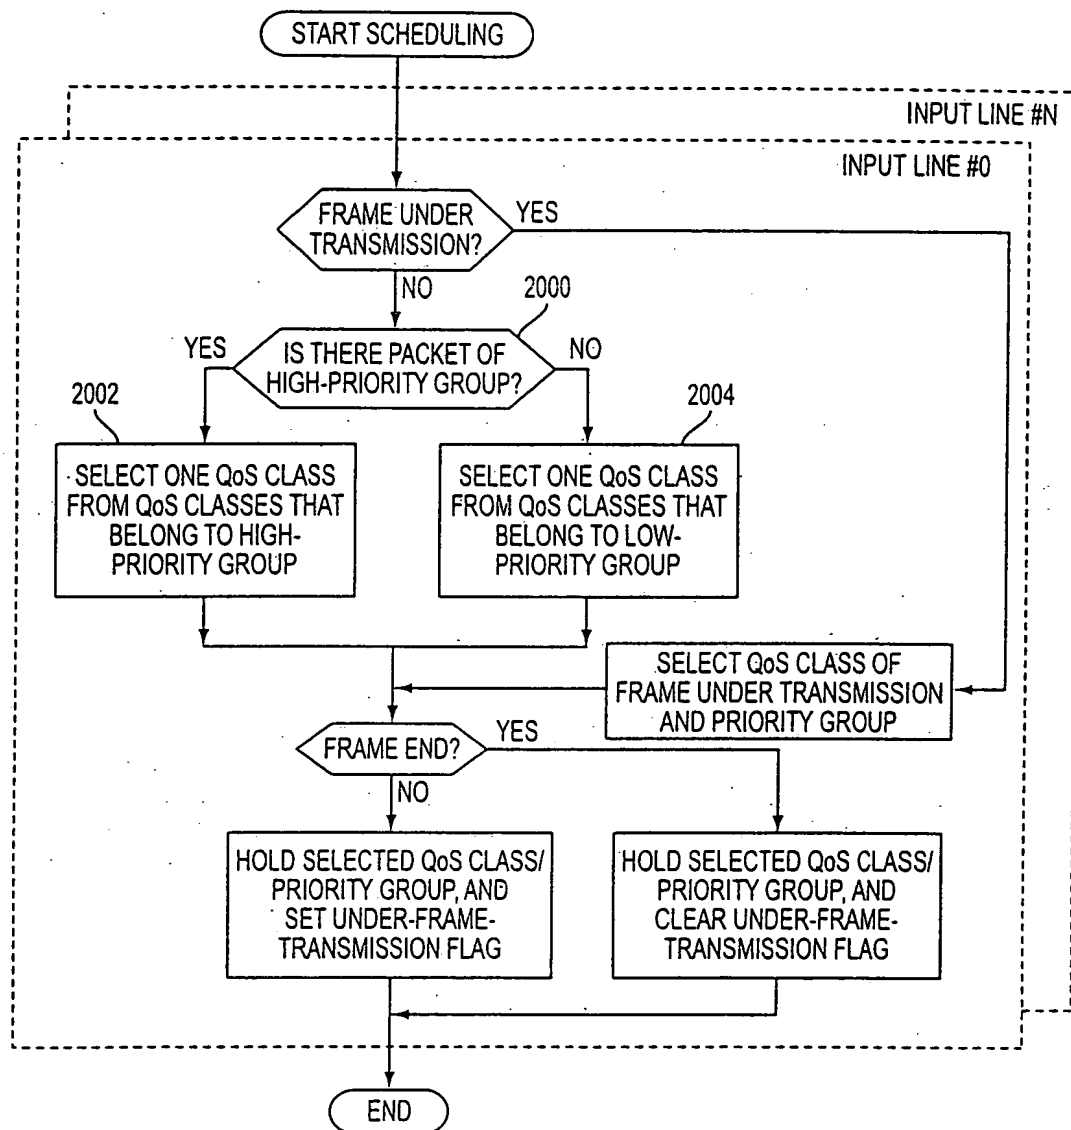 START SCHEDULING
INPUT LINE #N
INPUT LINE #0
FRAME UNDER
TRANSMISSION?
YES
NO
2000
IS THERE PACKET OF
HIGH-PRIORITY GROUP?
YES
NO
2002
2004
SELECT ONE QoS CLASS
FROM QoS CLASSES THAT
BELONG TO HIGH-
PRIORITY GROUP
SELECT ONE QoS CLASS
FROM QoS CLASSES THAT
BELONG TO LOW-
PRIORITY GROUP
SELECT QoS CLASS OF
FRAME UNDER TRANSMISSION
AND PRIORITY GROUP
FRAME END?
YES
NO
HOLD SELECTED QoS CLASS/
PRIORITY GROUP, AND
SET UNDER-FRAME-
TRANSMISSION FLAG
HOLD SELECTED QoS CLASS/
PRIORITY GROUP, AND
CLEAR UNDER-FRAME-
TRANSMISSION FLAG
END